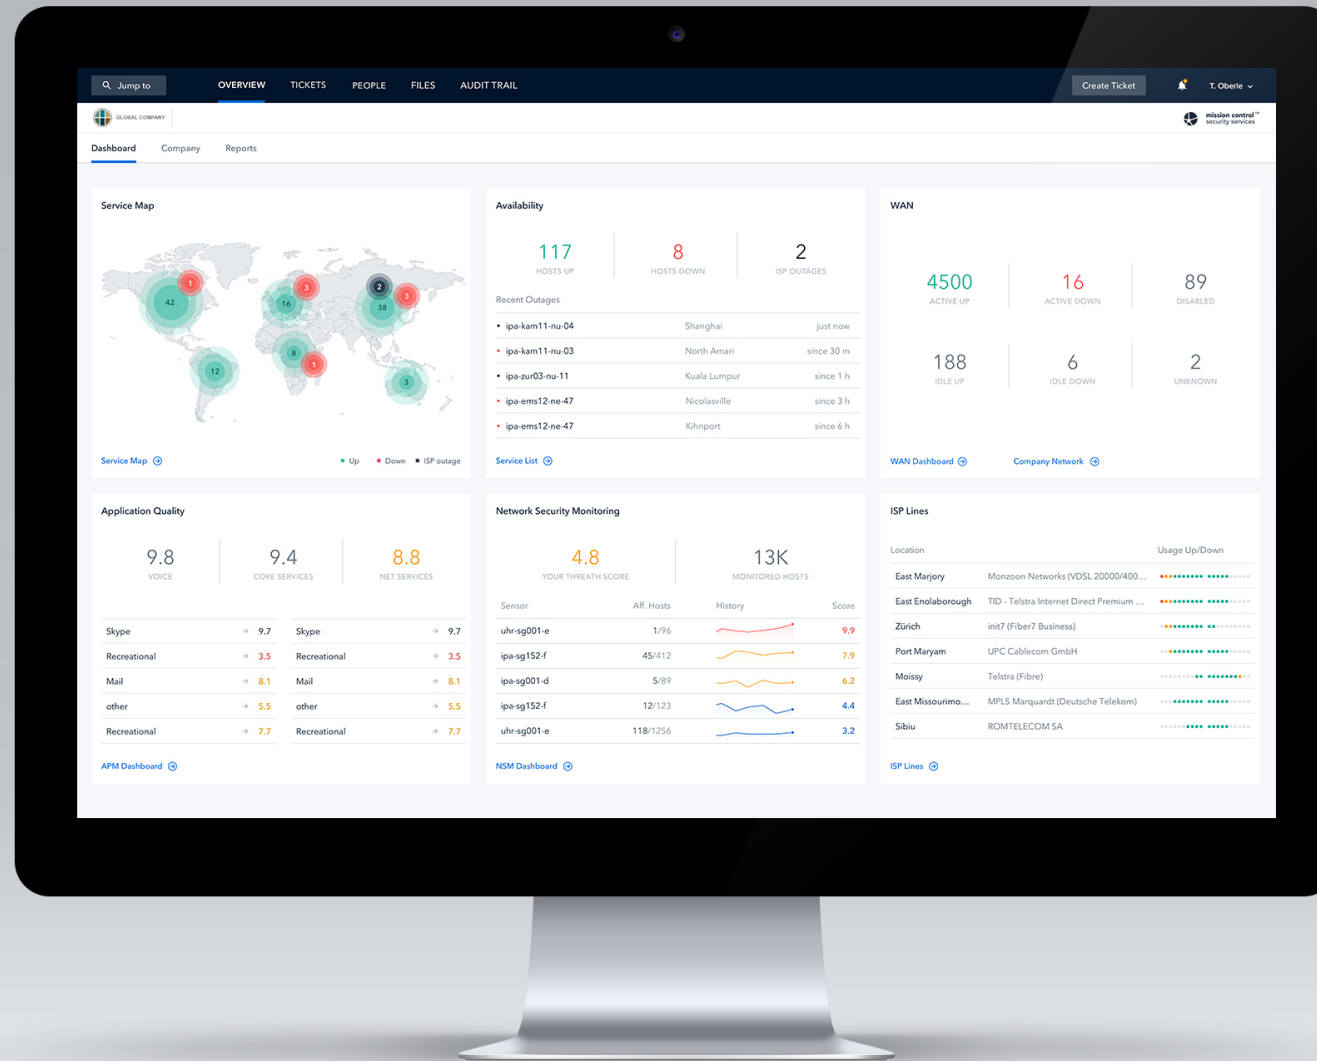 Jump to
OVERVIEW TICKETS PEOPLE FILES AUDIT TRAIL
Create Ticket
T. Oberle
GLOBAL COMPANY
mission control™
security services
Dashboard Company Reports
Service Map
1
42
3
16
2
3
38
8
1
12
3
Service Map
Up Down ISP outage
Availability
117 8 2
HOSTS UP HOSTS DOWN ISP OUTAGES
Recent Outages
ipa-kam11-nu-04 Shanghai just now
ipa-kam11-nu-03 North Amari since 30 m
ipa-zur03-nu-11 Kuala Lumpur since 1 h
ipa-ems12-ne-47 Nicolasville since 3 h
ipa-ems12-ne-47 Kihnport since 6 h
Service List
WAN
4500 16 89
ACTIVE UP ACTIVE DOWN DISABLED
188 6 2
IDLE UP IDLE DOWN UNKNOWN
WAN Dashboard Company Network
Application Quality
9.8 9.4 8.8
VOICE CORE SERVICES NET SERVICES
Skype → 9.7 Skype → 9.7
Recreational → 3.5 Recreational → 3.5
Mail → 8.1 Mail → 8.1
other → 5.5 other → 5.5
Recreational → 7.7 Recreational → 7.7
APM Dashboard
Network Security Monitoring
4.8 13K
YOUR THREATH SCORE MONITORED HOSTS
Sensor Aff. Hosts History Score
uhr-sg001-e 1/96 9.9
ipa-sg152-f 45/412 7.9
ipa-sg001-d 5/89 6.2
ipa-sg152-f 12/123 4.4
uhr-sg001-e 118/1256 3.2
NSM Dashboard
ISP Lines
Location Usage Up/Down
East Marjory Monzoon Networks (VDSL 20000/400...
East Enolaborough TID - Telstra Internet Direct Premium ...
Zürich init7 (Fiber7 Business)
Port Maryam UPC Cablecom GmbH
Moissy Telstra (Fibre)
East Missourimo... MPLS Marquardt (Deutsche Telekom)
Sibiu ROMTELECOM SA
ISP Lines